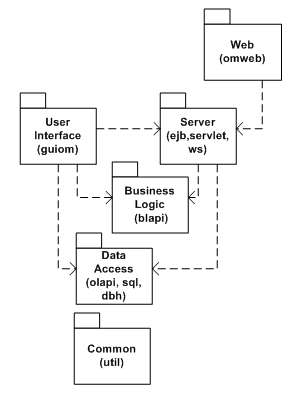 Web
(omweb)
User
Interface
(guiom)
Server
(ejb,servlet,
ws)
Business
Logic
(blapi)
Data
Access
(olapi, sql,
dbh)
Common
(util)